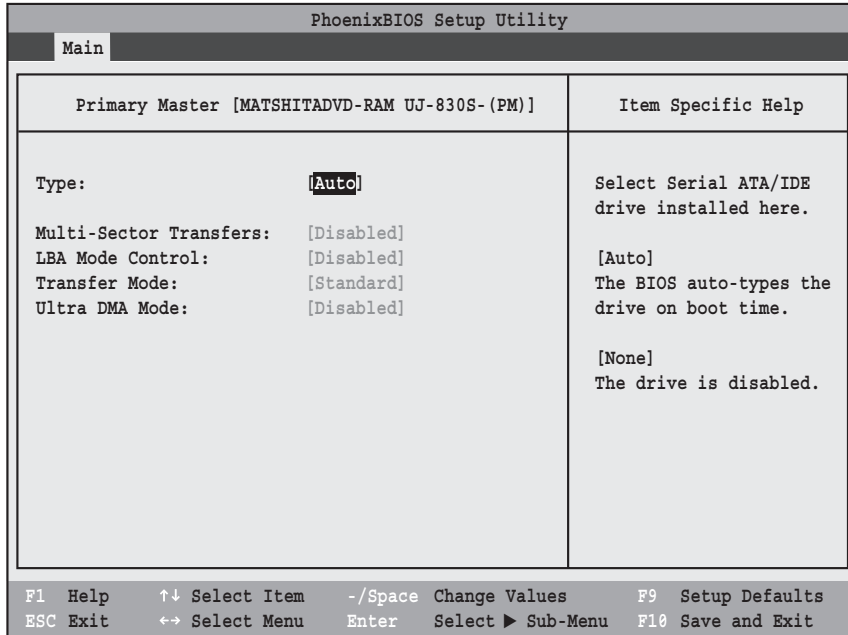 PhoenixBIOS Setup Utility
Main
Primary Master [MATSHITADVD-RAM UJ-830S-(PM)]
Item Specific Help
Type: [Auto]
Multi-Sector Transfers: [Disabled]
LBA Mode Control: [Disabled]
Transfer Mode: [Standard]
Ultra DMA Mode: [Disabled]
Select Serial ATA/IDE
drive installed here.
[Auto]
The BIOS auto-types the
drive on boot time.
[None]
The drive is disabled.
F1 Help ↑↓ Select Item -/Space Change Values F9 Setup Defaults
ESC Exit ←→ Select Menu Enter Select ▶ Sub-Menu F10 Save and Exit